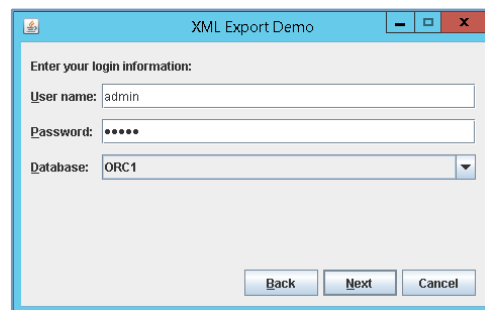 XML Export Demo
Enter your login information:
User name: admin
Password: •••••
Database: ORC1
Back Next Cancel